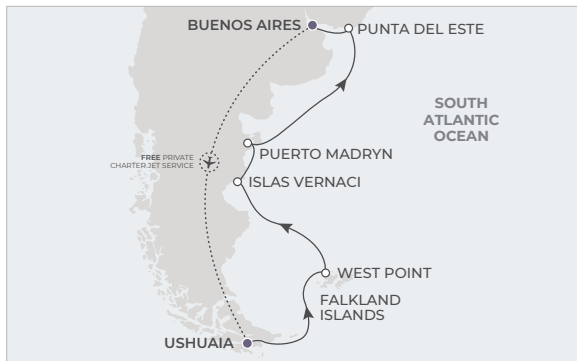 BUENOS AIRES
PUNTA DEL ESTE
SOUTH
ATLANTIC
OCEAN
FREE PRIVATE
CHARTER JET SERVICE
PUERTO MADRYN
ISLAS VERNACI
WEST POINT
FALKLAND
ISLANDS
USHUAIA